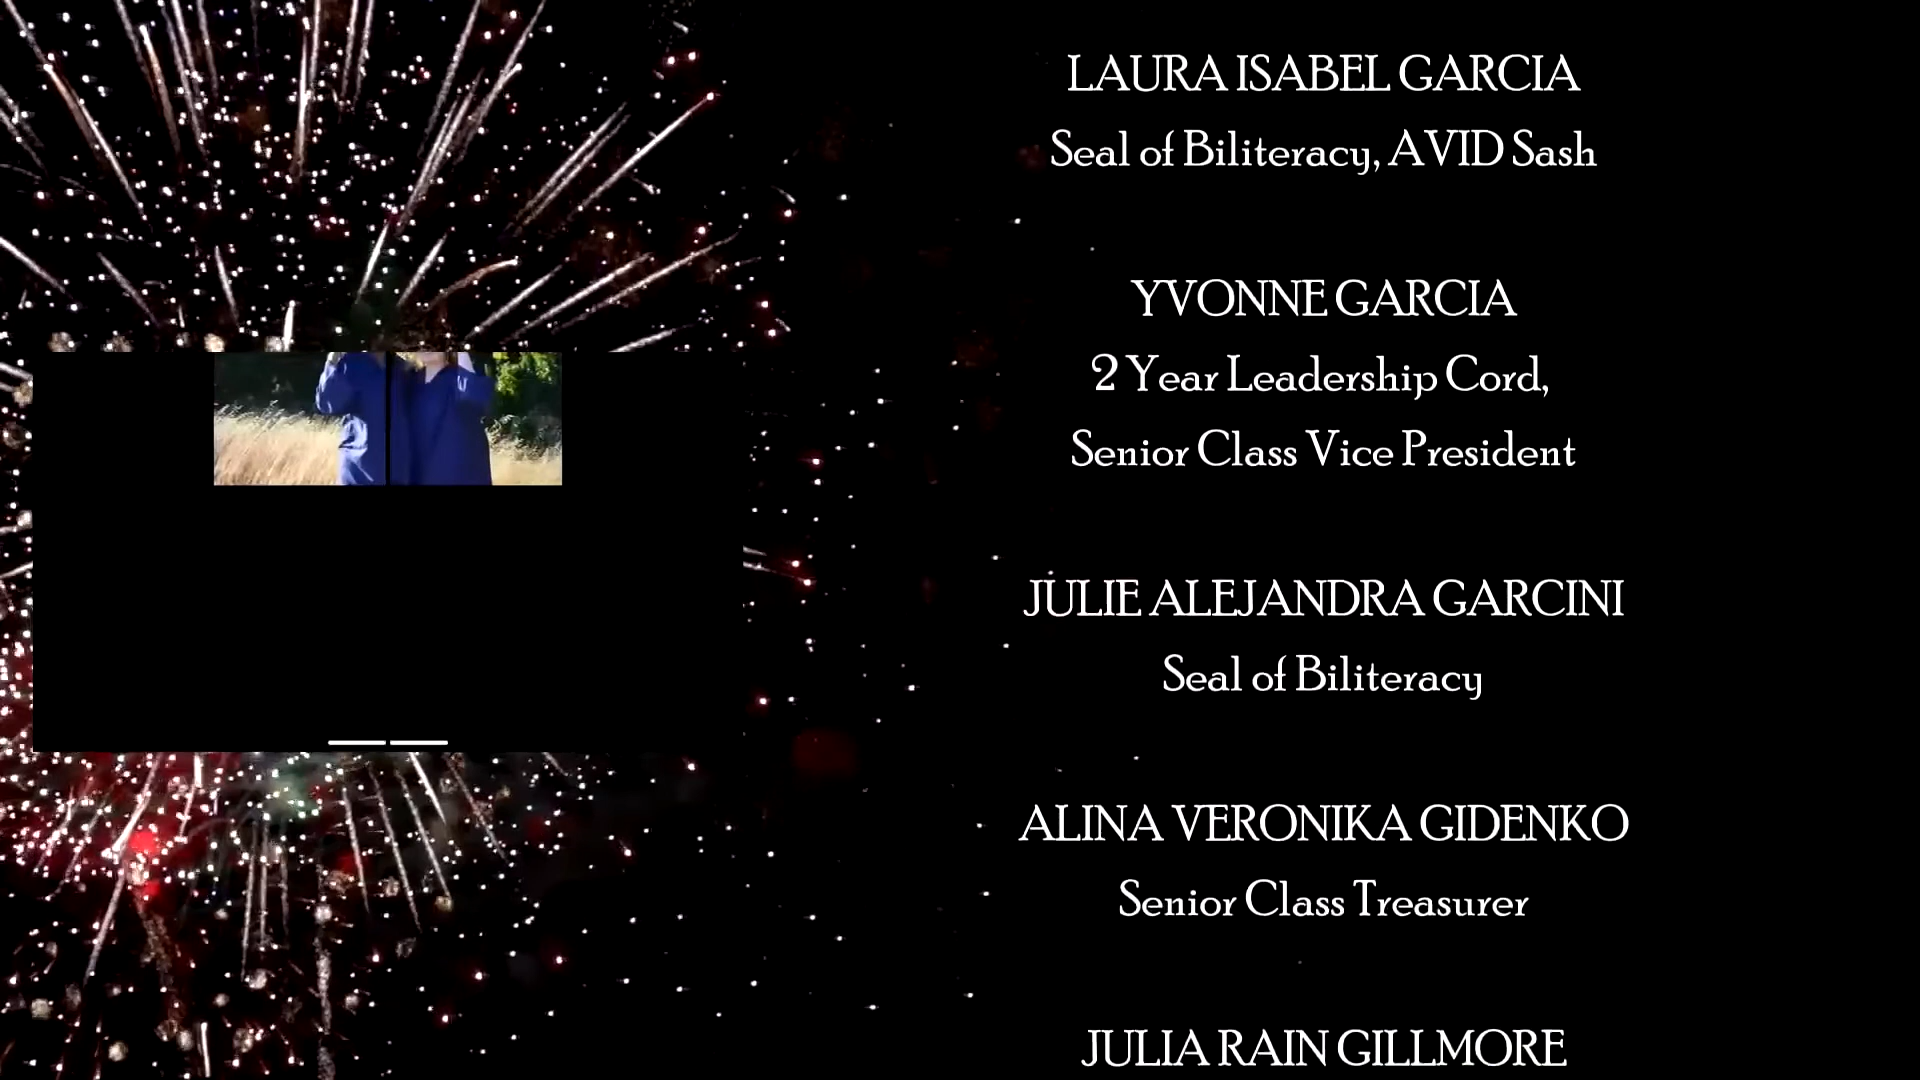 LAURA ISABEL GARCIA
Seal of Biliteracy, AVID Sash
YVONNE GARCIA
2 Year Leadership Cord,
Senior Class Vice President
JULIE ALEJANDRA GARCINI
Seal of Biliteracy
ALINA VERONIKA GIDENKO
Senior Class Treasurer
JULIA RAIN GILLMORE